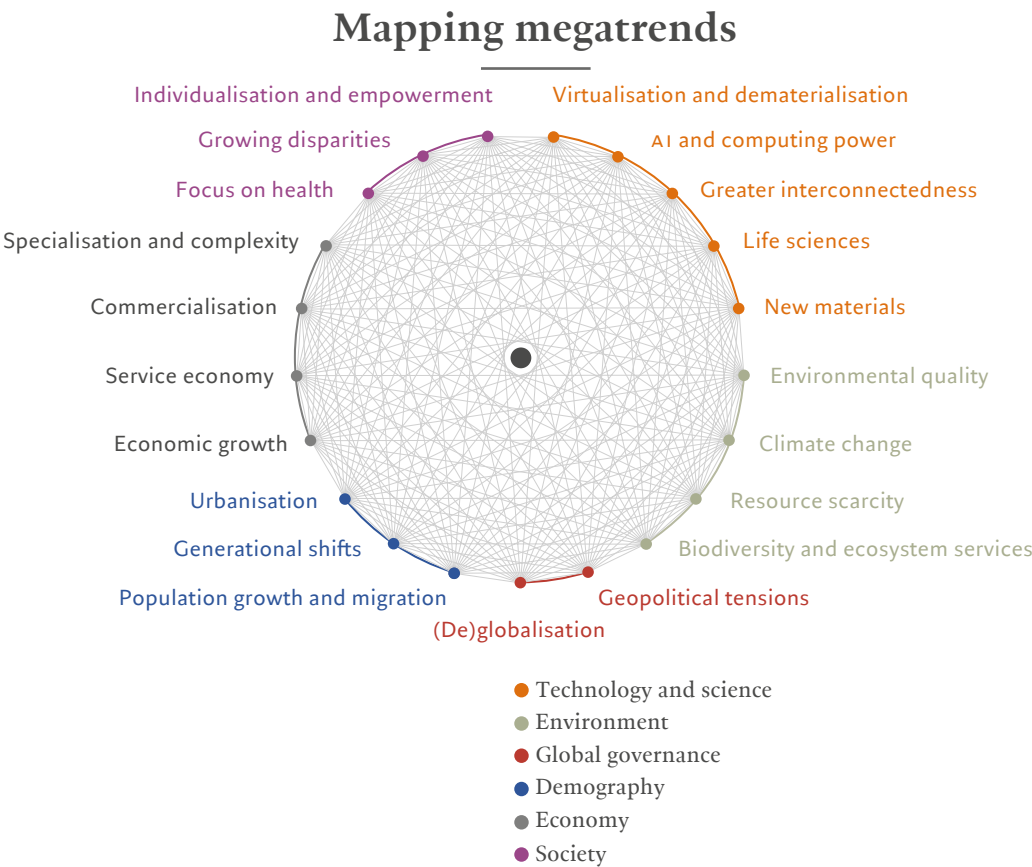 Mapping megatrends
Individualisation and empowerment
Virtualisation and dematerialisation
Growing disparities
AI and computing power
Focus on health
Greater interconnectedness
Specialisation and complexity
Life sciences
Commercialisation
New materials
Service economy
Environmental quality
Economic growth
Climate change
Urbanisation
Resource scarcity
Generational shifts
Biodiversity and ecosystem services
Population growth and migration
Geopolitical tensions
(De)globalisation
Technology and science
Environment
Global governance
Demography
Economy
Society